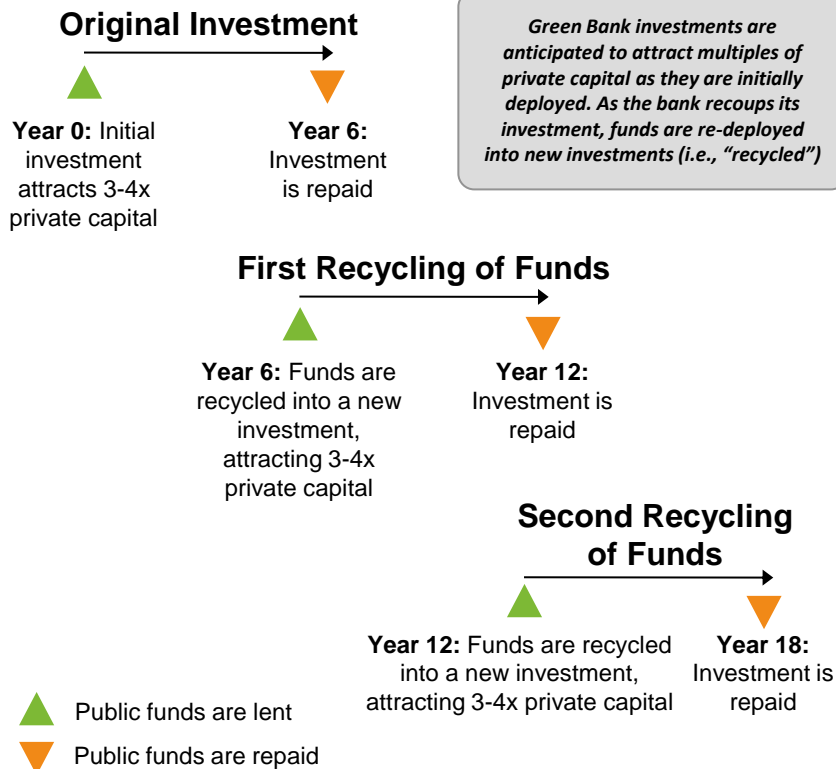 Original Investment
Year 0: Initial
investment
attracts 3-4x
private capital
Year 6:
Investment
is repaid
Green Bank investments are
anticipated to attract multiples of
private capital as they are initially
deployed. As the bank recoups its
investment, funds are re-deployed
into new investments (i.e., “recycled”)
First Recycling of Funds
Year 6: Funds are
recycled into a new
investment,
attracting 3-4x
private capital
Year 12:
Investment is
repaid
Second Recycling
of Funds
Year 12: Funds are recycled
into a new investment,
attracting 3-4x private capital
Year 18:
Investment is
repaid
Public funds are lent
Public funds are repaid